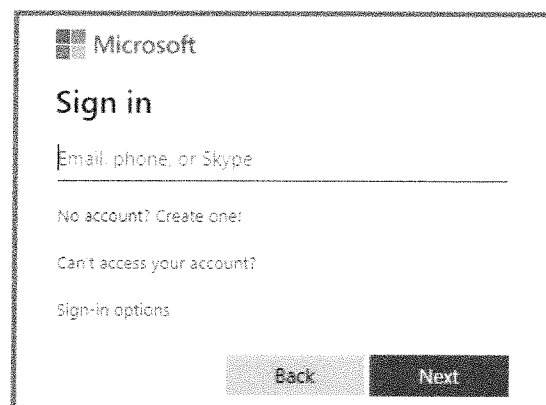 Microsoft
Sign in
Email, phone, or Skype
No account? Create one!
Can't access your account?
Sign-in options
Back
Next